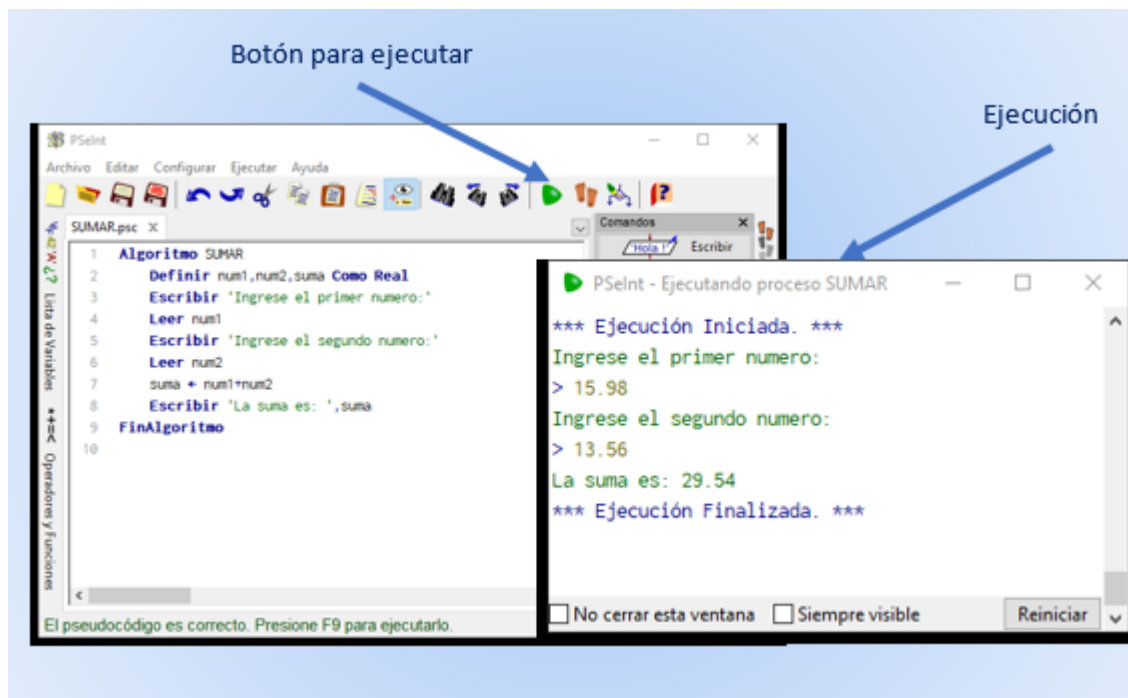 Botón para ejecutar
Ejecución
PSeInt
Archivo Editar Configurar Ejecutar Ayuda
SUMAR.psc X
Comandos X
'Hola !' Escribir
1 Algoritmo SUMAR
2 Definir num1,num2,suma Como Real
3 Escribir 'Ingrese el primer numero:'
4 Leer num1
5 Escribir 'Ingrese el segundo numero:'
6 Leer num2
7 suma ← num1+num2
8 Escribir 'La suma es: ',suma
9 FinAlgoritmo
10
Lista de Variables
*+=< Operadores y Funciones
El pseudocódigo es correcto. Presione F9 para ejecutarlo.
PSeInt - Ejecutando proceso SUMAR
*** Ejecución Iniciada. ***
Ingrese el primer numero:
> 15.98
Ingrese el segundo numero:
> 13.56
La suma es: 29.54
*** Ejecución Finalizada. ***
No cerrar esta ventana Siempre visible Reiniciar